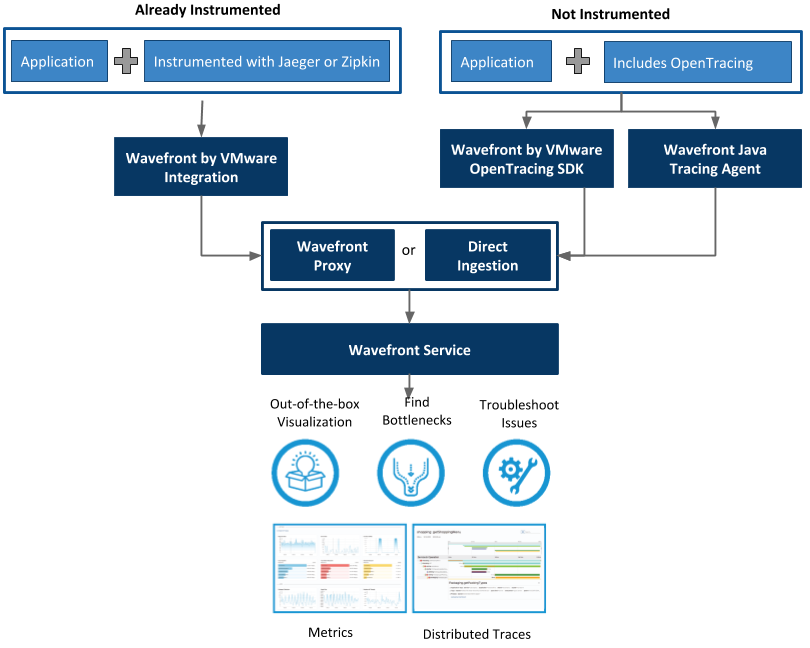 Already Instrumented
Not Instrumented
Application
Instrumented with Jaeger or Zipkin
Application
Includes OpenTracing
Wavefront by VMware
Integration
Wavefront by VMware
OpenTracing SDK
Wavefront Java
Tracing Agent
Wavefront
Proxy
or
Direct
Ingestion
Wavefront Service
Out-of-the-box
Visualization
Find
Bottlenecks
Troubleshoot
Issues
Metrics
Distributed Traces